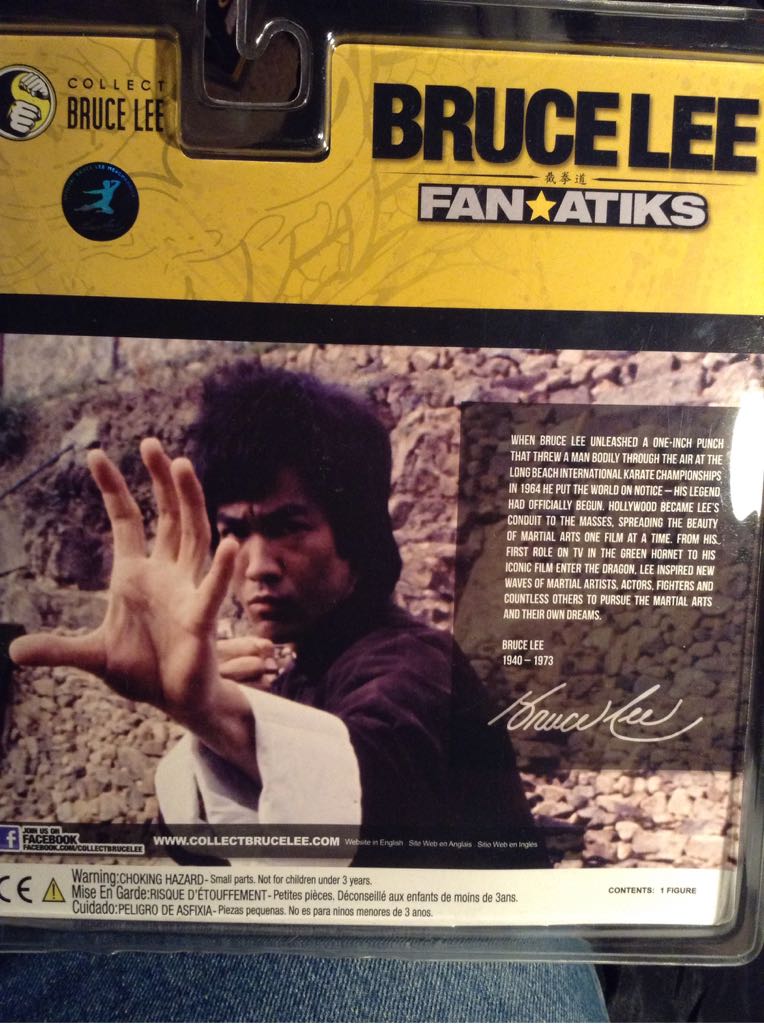 COLLECT
BRUCE LEE
BRUCE LEE
截拳道
FAN★ATIKS
WHEN BRUCE LEE UNLEASHED A ONE-INCH PUNCH
THAT THREW A MAN BODILY THROUGH THE AIR AT THE
LONG BEACH INTERNATIONAL KARATE CHAMPIONSHIPS
IN 1964 HE PUT THE WORLD ON NOTICE – HIS LEGEND
HAD OFFICIALLY BEGUN. HOLLYWOOD BECAME LEE'S
CONDUIT TO THE MASSES, SPREADING THE BEAUTY
OF MARTIAL ARTS ONE FILM AT A TIME. FROM HIS
FIRST ROLE ON TV IN THE GREEN HORNET TO HIS
ICONIC FILM ENTER THE DRAGON, LEE INSPIRED NEW
WAVES OF MARTIAL ARTISTS, ACTORS, FIGHTERS AND
COUNTLESS OTHERS TO PURSUE THE MARTIAL ARTS
AND THEIR OWN DREAMS.
BRUCE LEE
1940 – 1973
Bruce Lee
f JOIN US ON
FACEBOOK
FACEBOOK.COM/COLLECTBRUCELEE
WWW.COLLECTBRUCELEE.COM Website in English Site Web en Anglais Sitio Web en Inglés
CE Warning:CHOKING HAZARD- Small parts. Not for children under 3 years.
Mise En Garde:RISQUE D'ÉTOUFFEMENT- Petites pièces. Déconseillé aux enfants de moins de 3ans.
Cuidado:PELIGRO DE ASFIXIA- Piezas pequenas. No es para ninos menores de 3 anos.
CONTENTS: 1 FIGURE